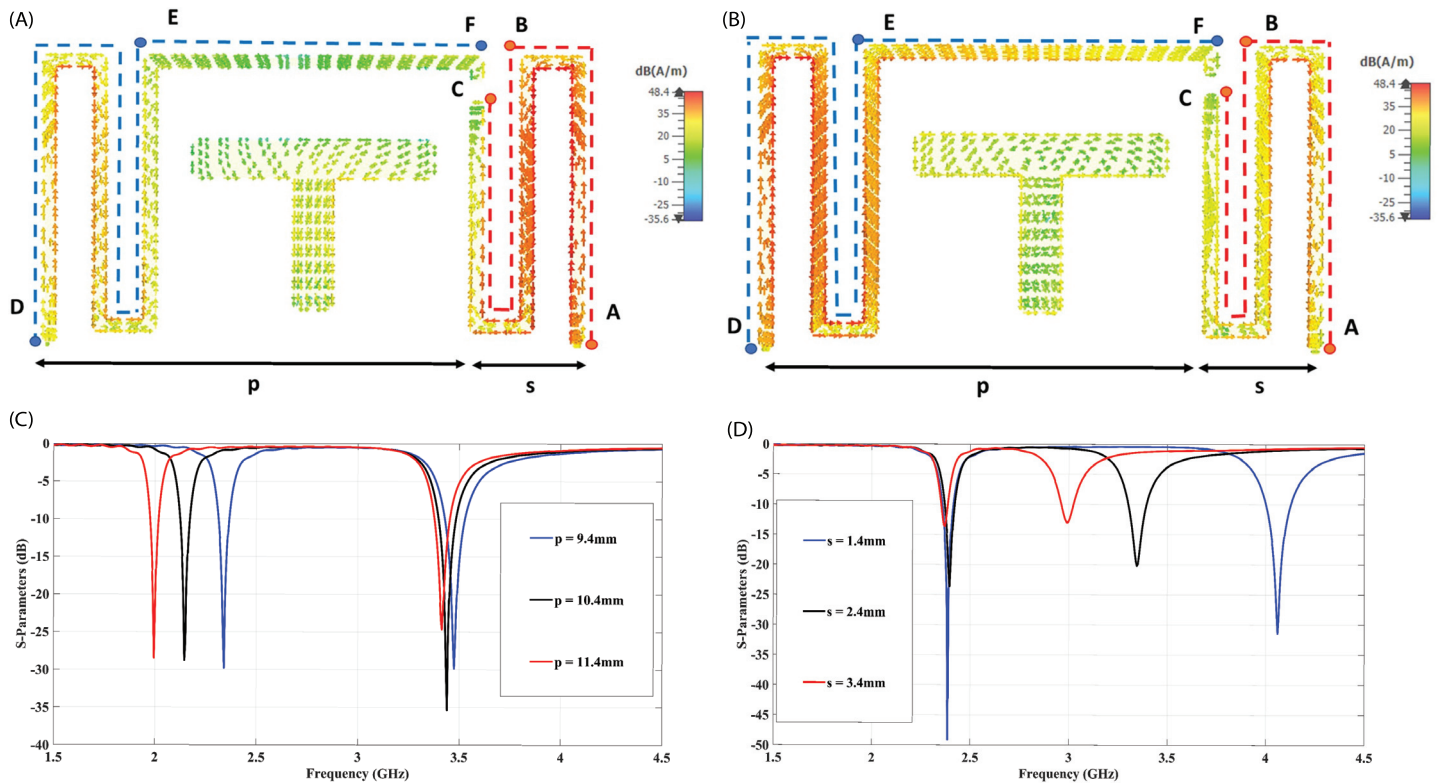 (A)
E
F
B
C
D
A
p
s
dB(A/m)
48.4
35
20
5
-10
-25
-35.6
(B)
E
F
B
C
D
A
p
s
dB(A/m)
48.4
35
20
5
-10
-25
-35.6
(C)
0
-5
-10
-15
-20
-25
-30
-35
-40
S-Parameters (dB)
p = 9.4mm
p = 10.4mm
p = 11.4mm
1.5 2 2.5 3 3.5 4 4.5
Frequency (GHz)
(D)
0
-5
-10
-15
-20
-25
-30
-35
-40
-45
-50
S-Parameters (dB)
s = 1.4mm
s = 2.4mm
s = 3.4mm
1.5 2 2.5 3 3.5 4 4.5
Frequency (GHz)